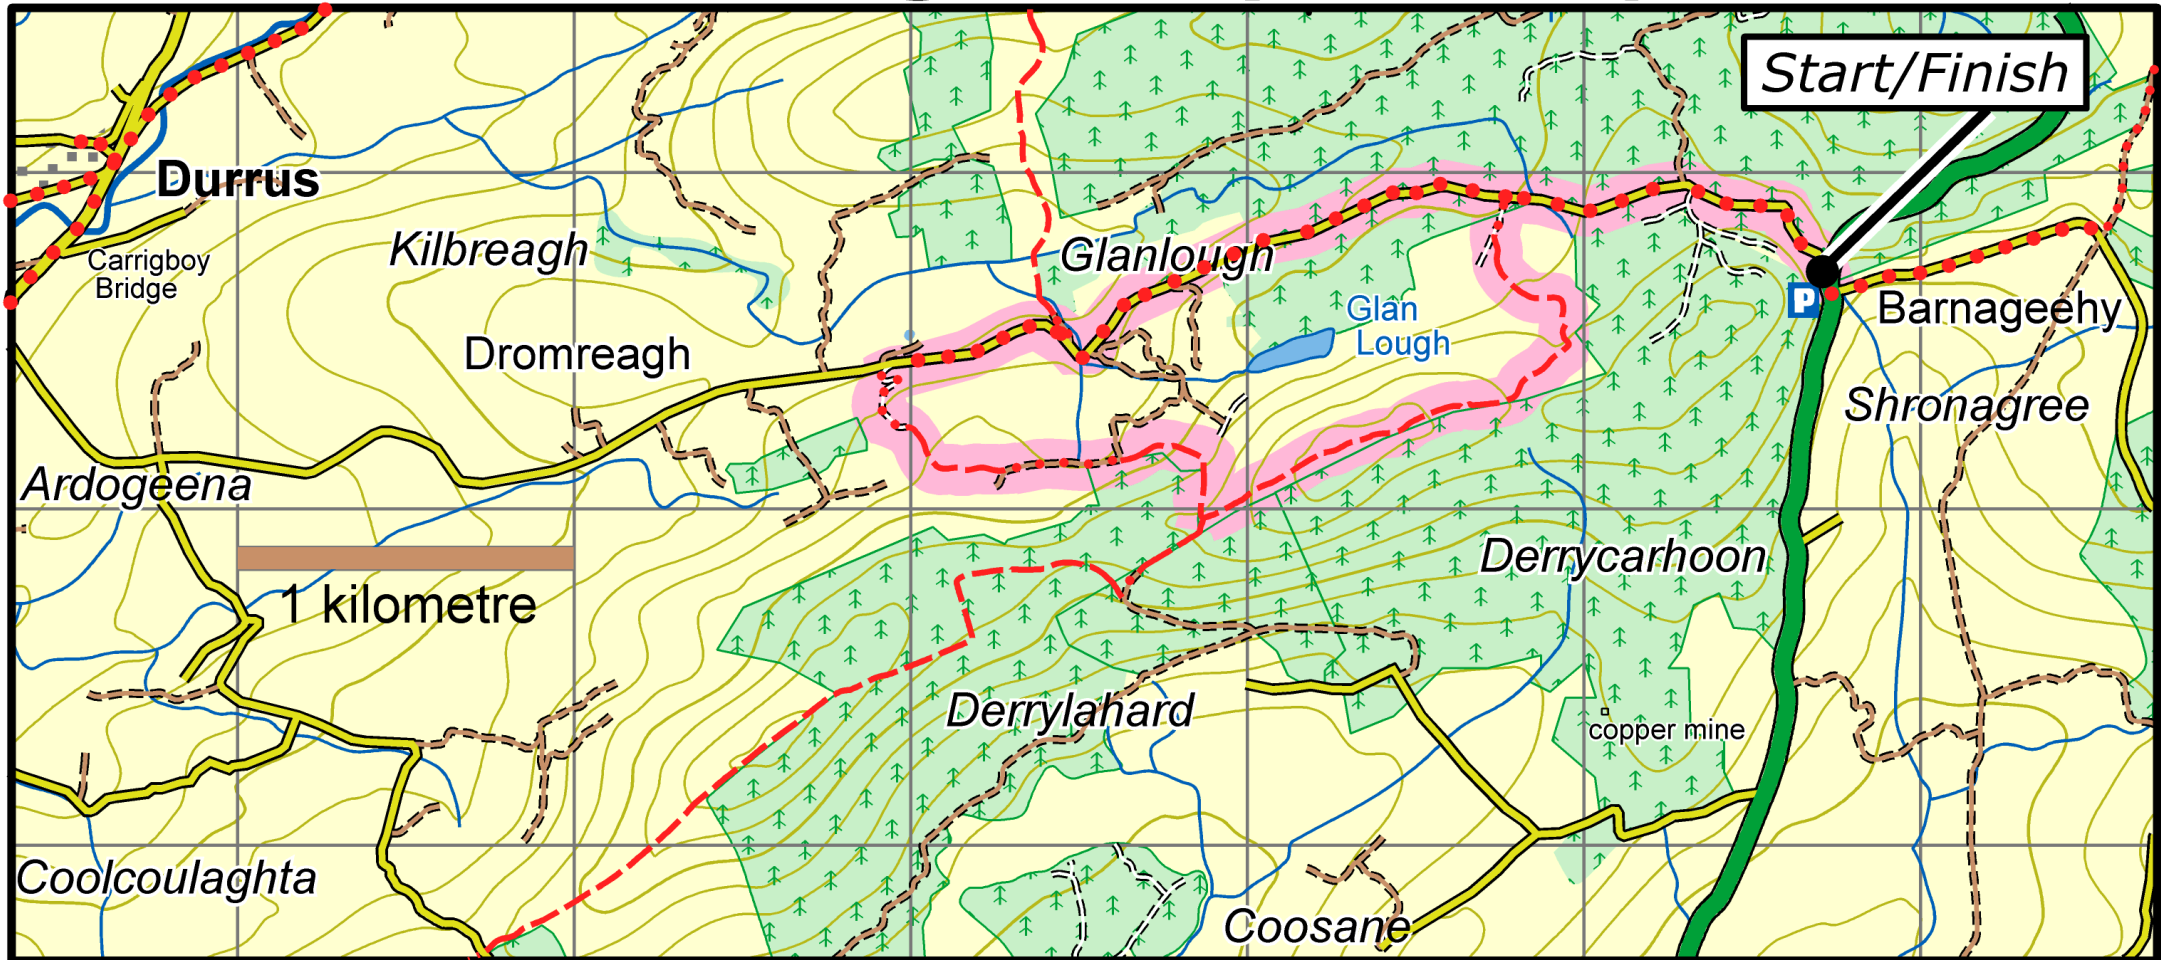 Start/Finish
Durrus
Kilbreagh
Glanlough
Carrigboy
Bridge
P
Barnageehy
Glan
Lough
Dromreagh
Shronagree
Ardogeena
Derrycarhoon
1 kilometre
Derrylahard
copper mine
Coolcoulaghta
Coosane